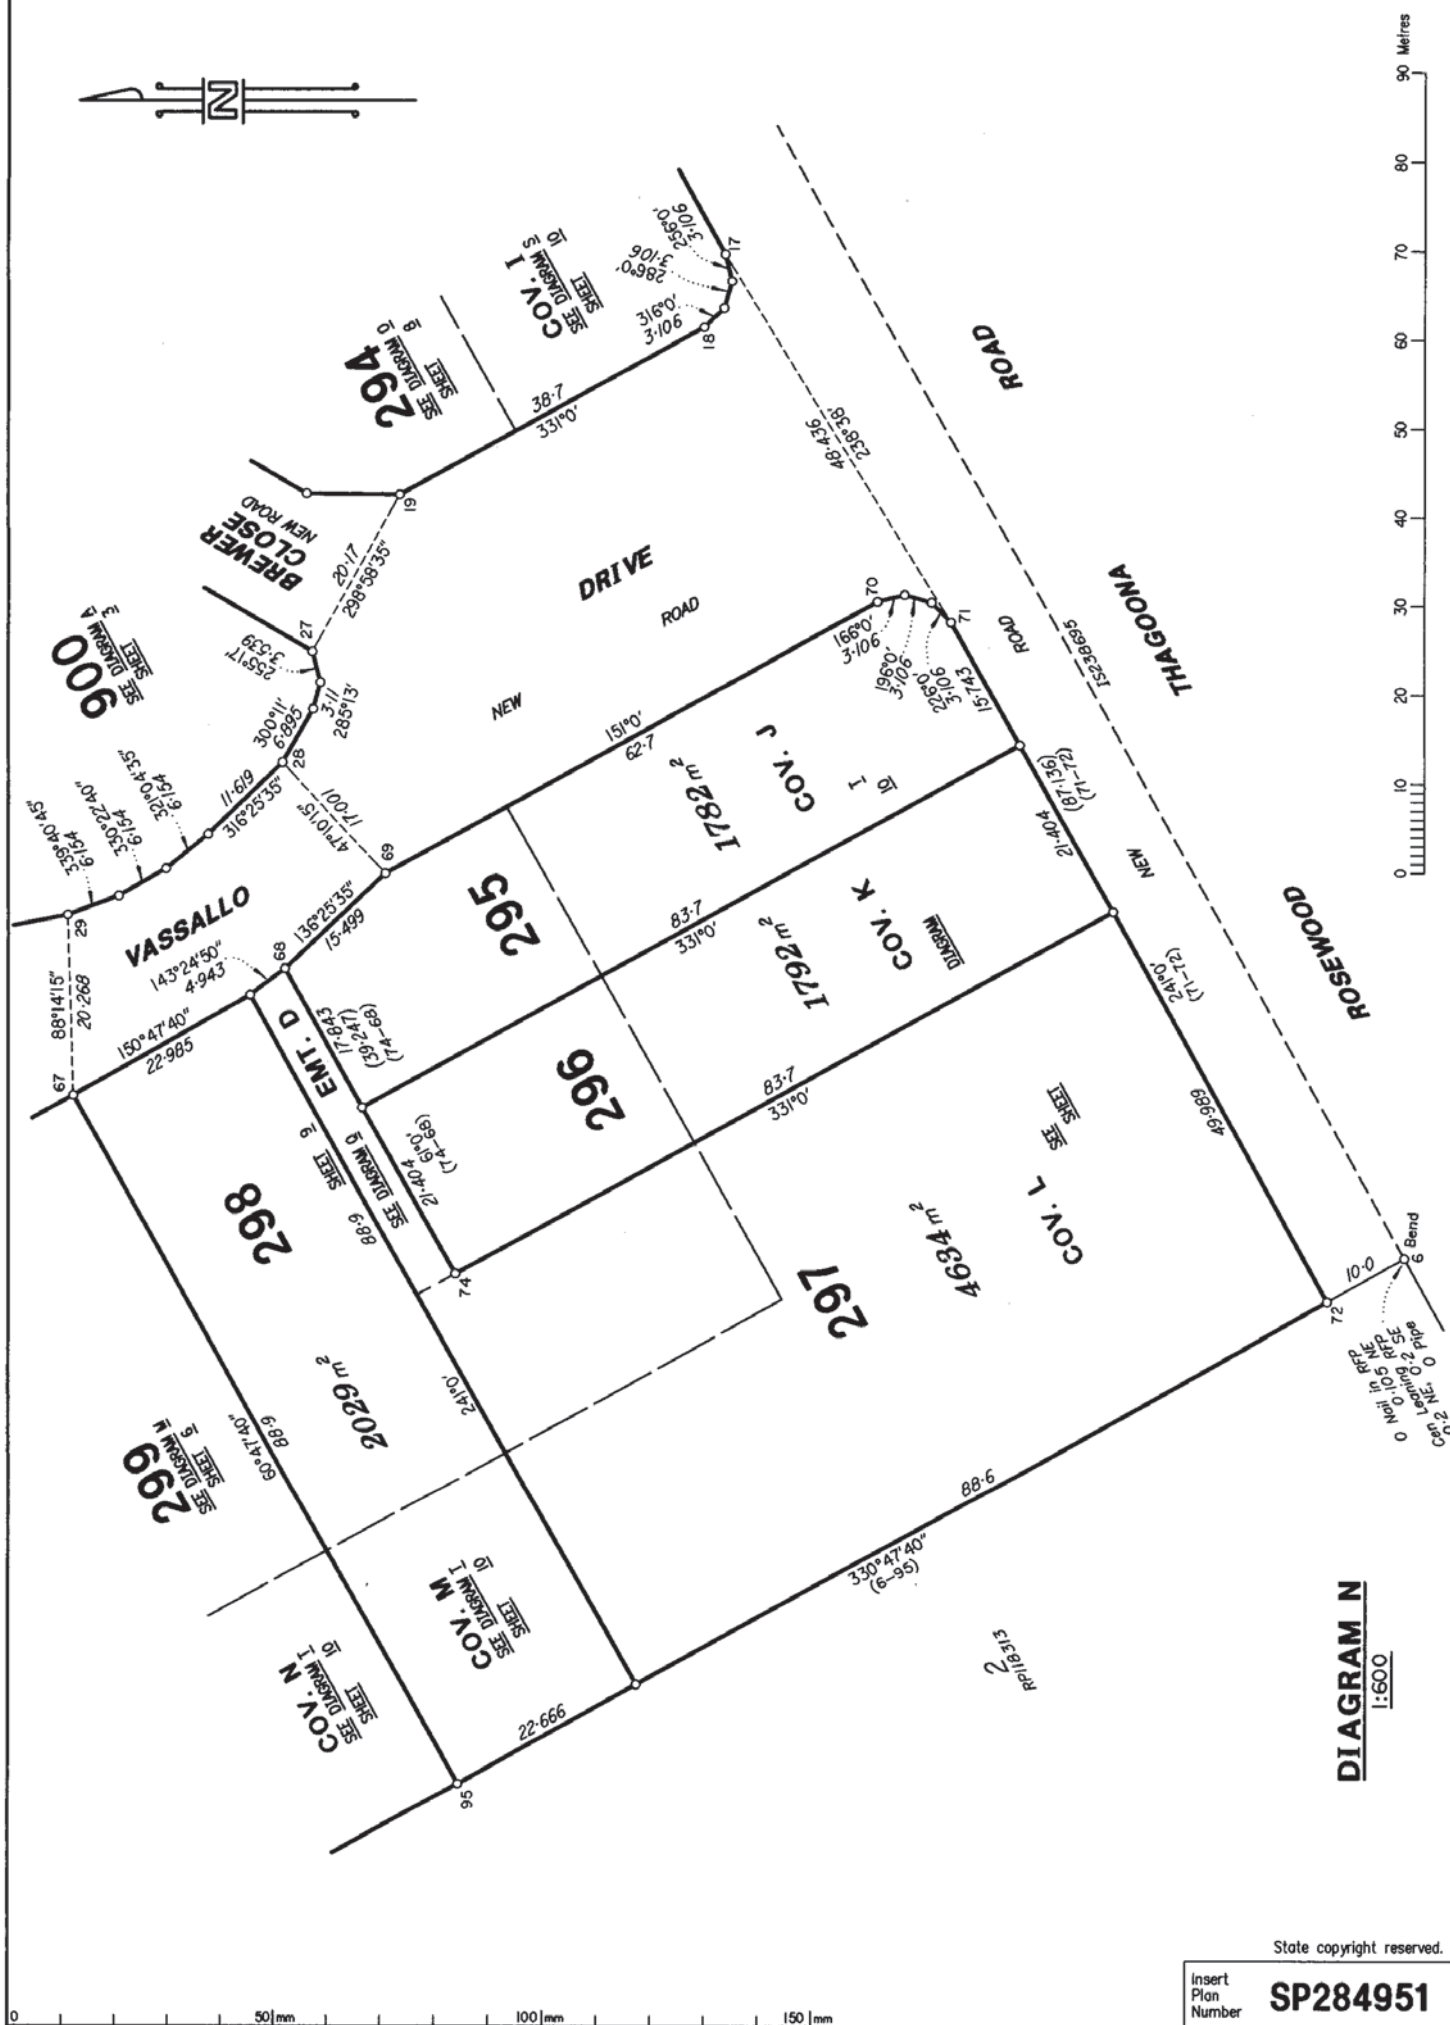 N
900
SEE DIAGRAM A
SHEET 3
339°40'45"
6·154
330°22'40"
6·154
321°04'35"
6·154
11·619
316°25'35"
300°11'
6·895
3·11
285°13'
255°17'
3·539
27
28
29
BREWER
CLOSE
NEW ROAD
20·17
298°58'35"
19
294
SEE DIAGRAM O
SHEET 8
COV. I
SEE DIAGRAM S
SHEET 10
38·7
331°0'
316°0'
3·106
286°0'
3·106
256°0'
3·106
17
18
48·436
238°38'
ROAD
VASSALLO
DRIVE
NEW
ROAD
88°14'15"
20·268
67
150°47'40"
22·985
143°24'50"
4·943
68
136°25'35"
15·499
69
47°10'15"
17·001
151°0'
62·7
70
166°0'
3·106
196°0'
3·106
226°0'
3·106
71
15·743
ROAD
IS238695
THAGOONA
ROSEWOOD
NEW
295
1782 m²
COV. J
I
10
83·7
331°0'
296
1792 m²
COV. K
DIAGRAM
83·7
331°0'
EMT. D
SEE DIAGRAM Q
SHEET 9
17·843
(39·247)
(74-68)
21·404
61°0'
(74-68)
74
21·404
(87·136)
(71-72)
241°0'
(71-72)
49·989
297
4634 m²
COV. L
SEE SHEET
298
2029 m²
88·9
241°0'
60°47'40"
88·9
299
SEE DIAGRAM M
SHEET 6
COV. M
SEE DIAGRAM I
SHEET 10
COV. N
SEE DIAGRAM I
SHEET 10
95
22·666
88·6
330°47'40"
(6-95)
72
10·0
6 Bend
O Nail in RFP
0·105 NE
Cen Leaning RFP
0·2 NE, 0·2 SE
O Pipe
2
RP118313
0 10 20 30 40 50 60 70 80 90 Metres
DIAGRAM N
1:600
State copyright reserved.
Insert
Plan
Number
SP284951
0 50mm 100mm 150mm